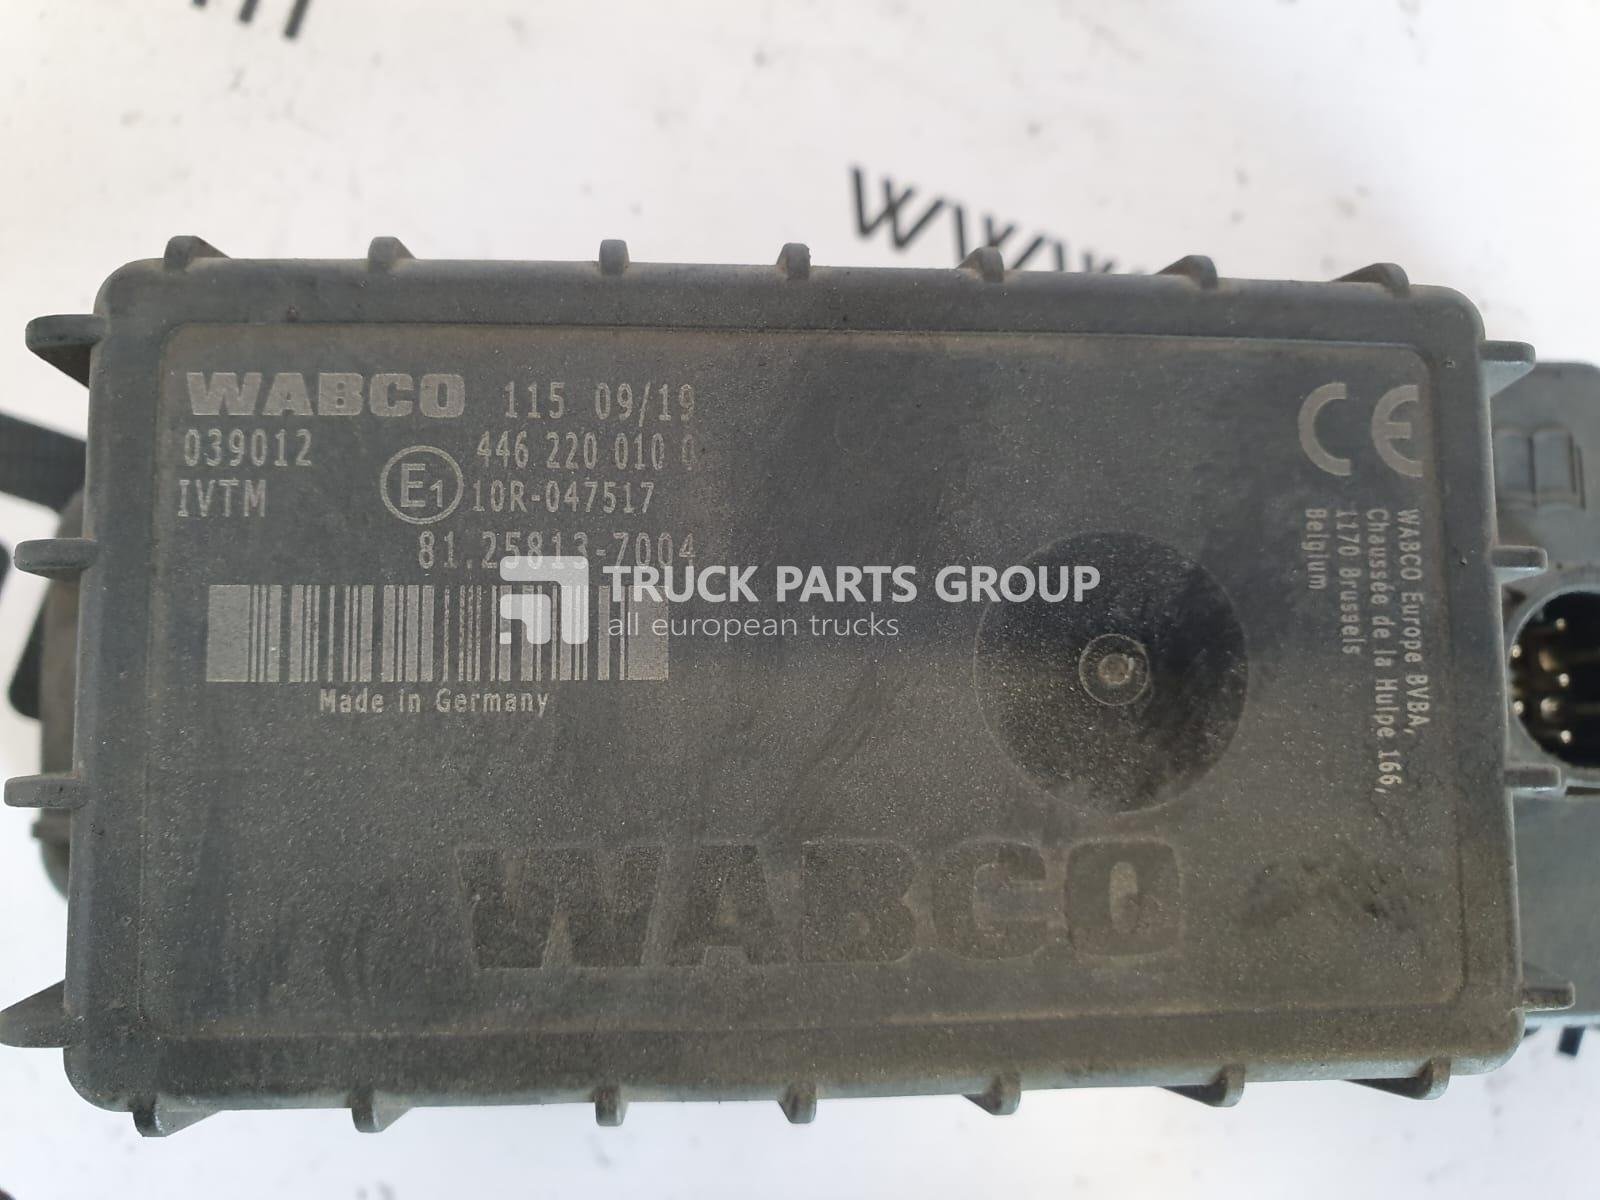 WABCO 115 09/19
039012 446 220 010 0
IVTM E1 10R-047517
81.25813-7004
TRUCK PARTS GROUP
all european trucks
Made in Germany
WABCO
CE
WABCO Europe BVBA,
Chaussée de la Hulpe 166,
1170 Brussels
Belgium